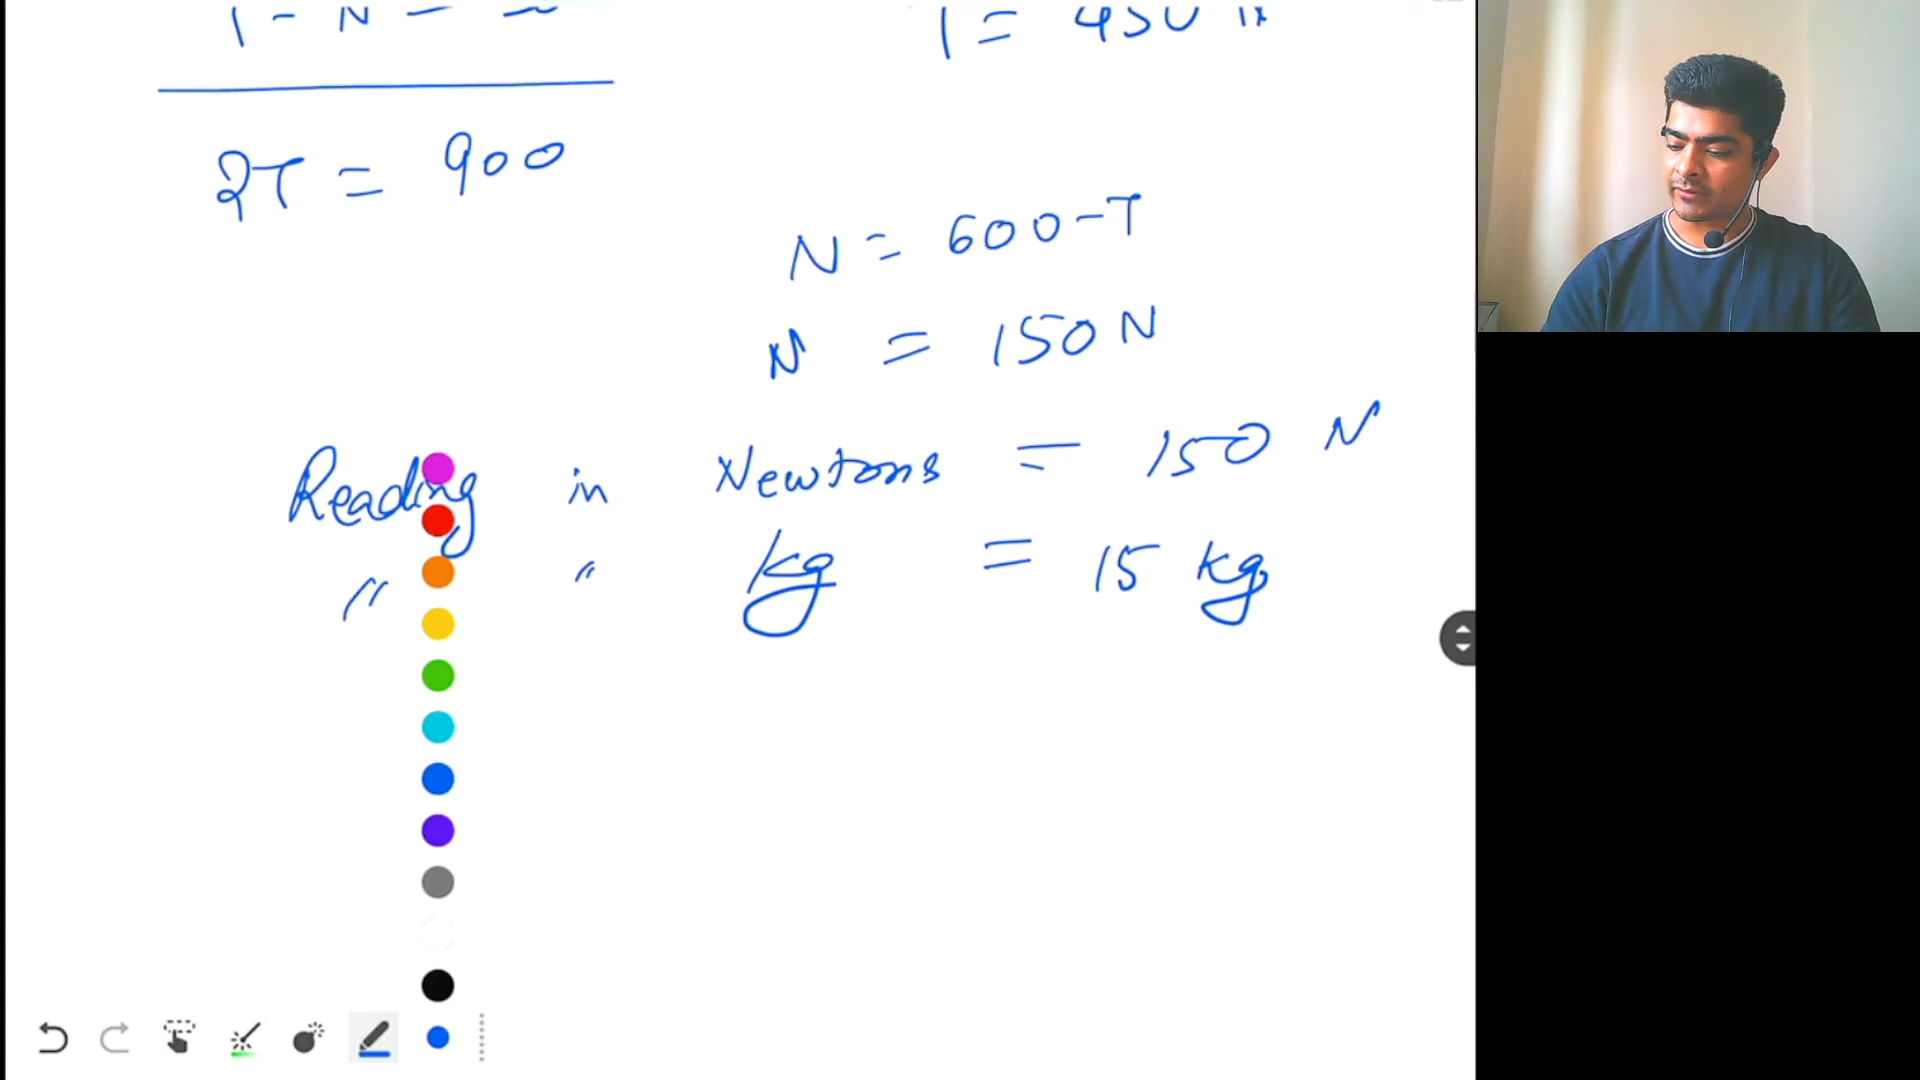 T - N =
T = 450 N
2T = 900
N = 600 - T
N = 150 N
Reading in Newtons = 150 N
" " kg = 15 kg